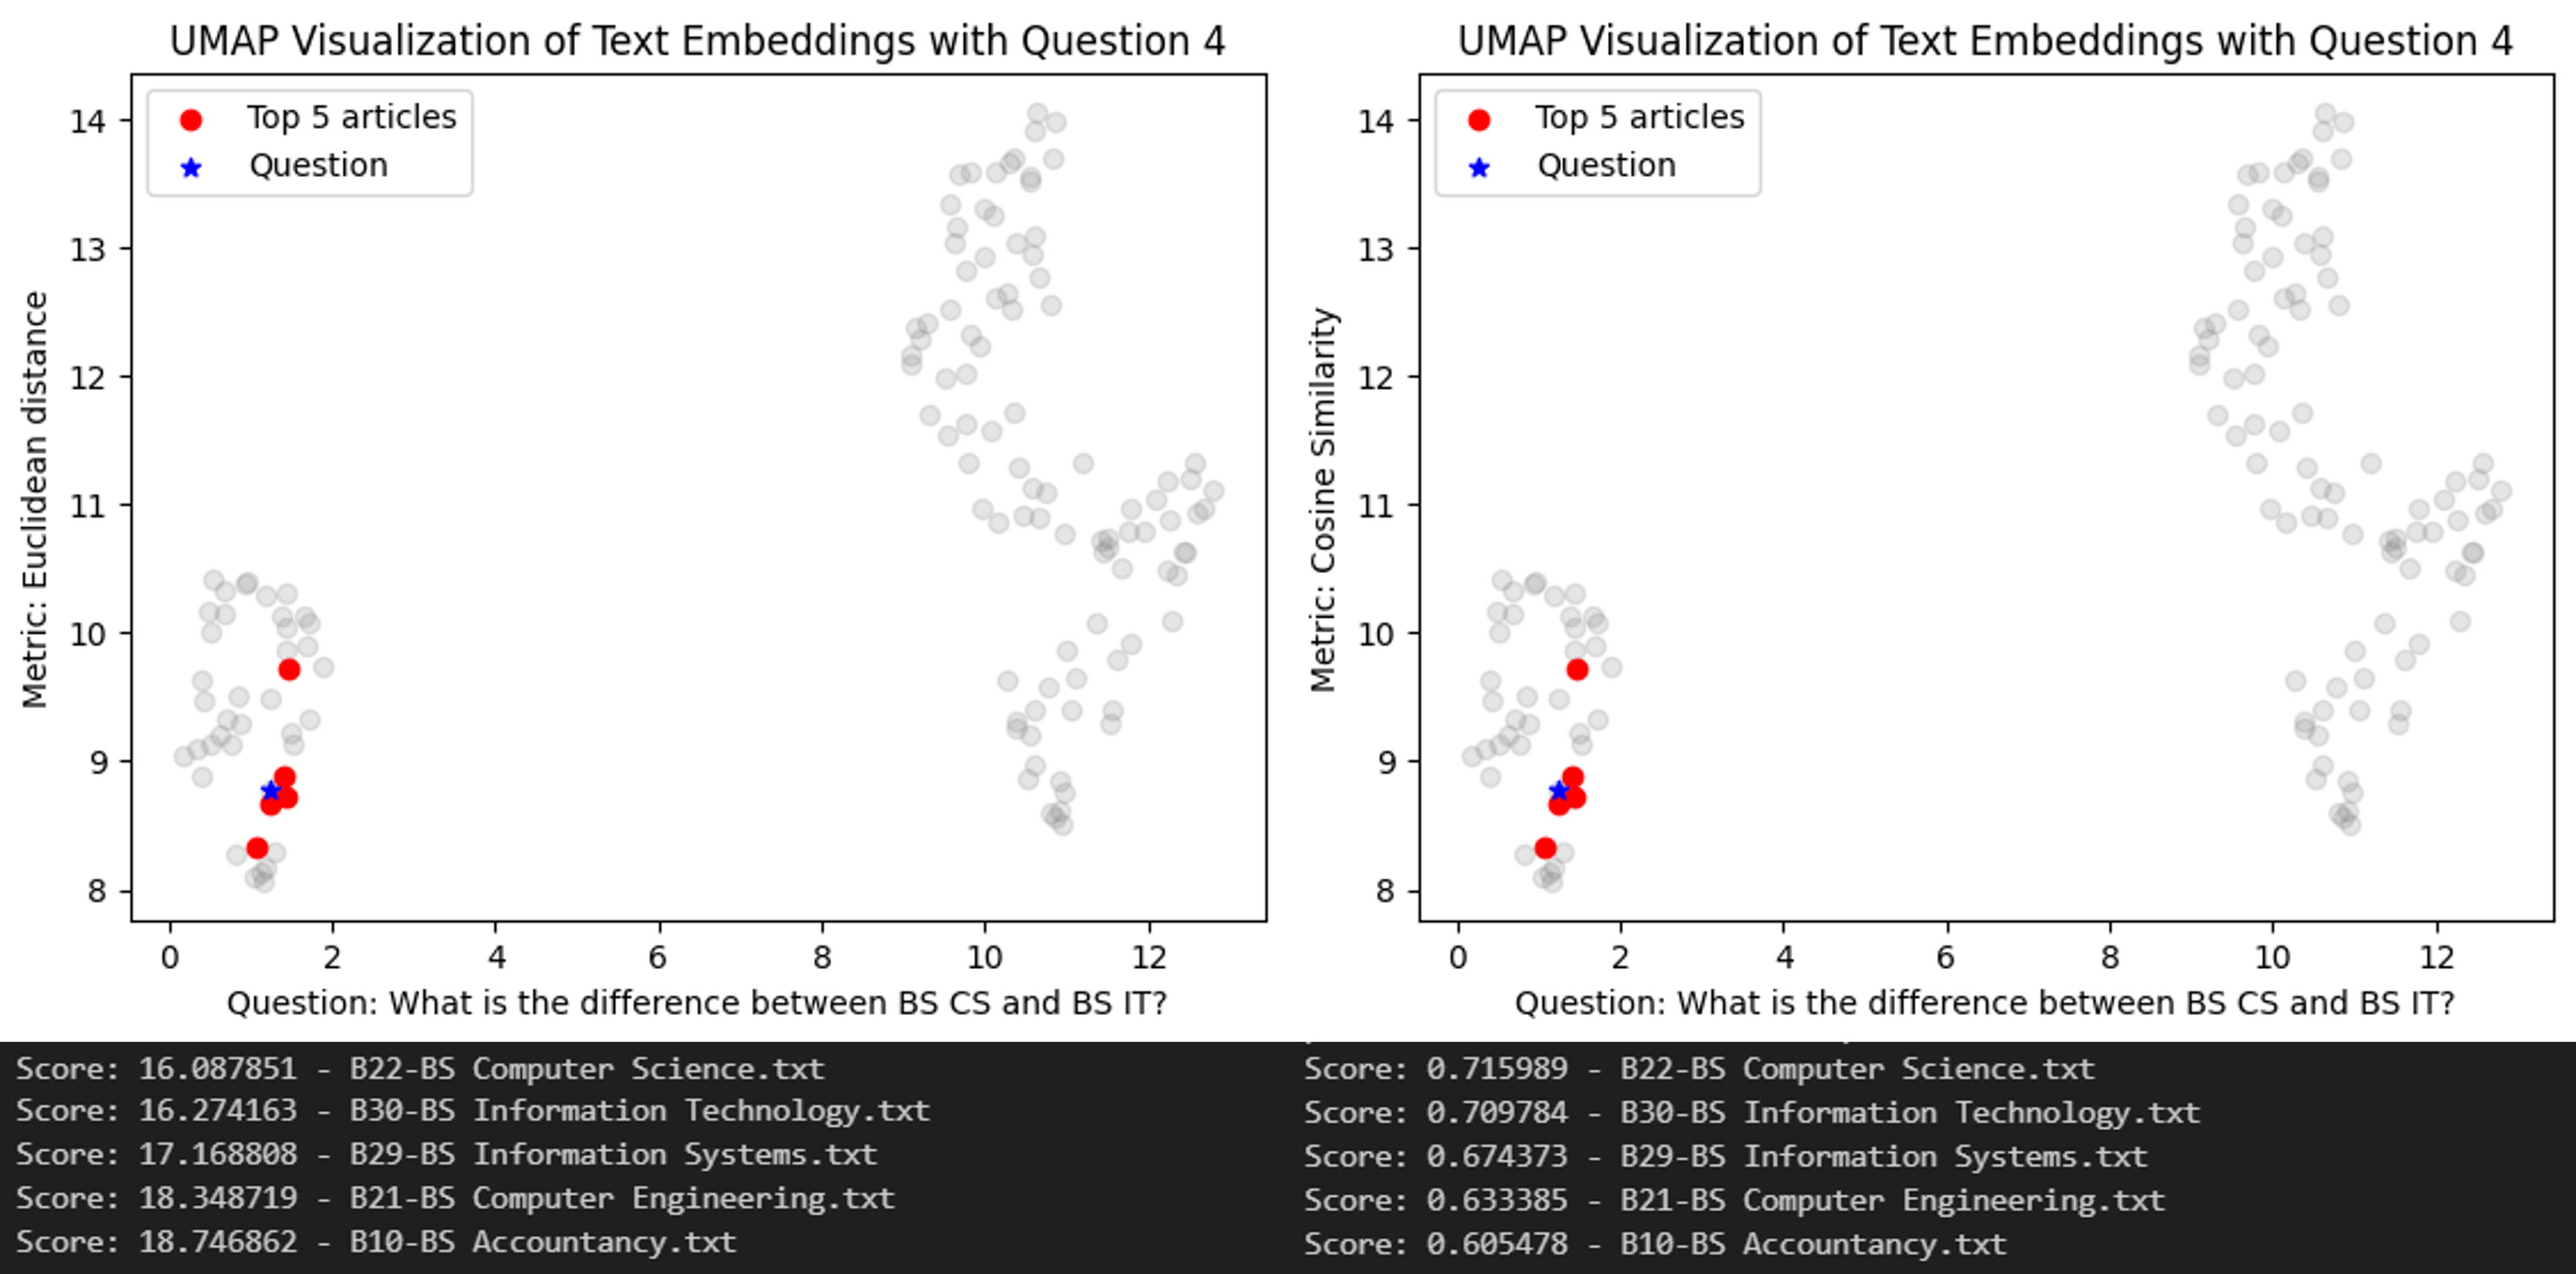 UMAP Visualization of Text Embeddings with Question 4
Top 5 articles
Question
14
13
12
11
10
9
8
Metric: Euclidean distance
0 2 4 6 8 10 12
Question: What is the difference between BS CS and BS IT?
UMAP Visualization of Text Embeddings with Question 4
Top 5 articles
Question
14
13
12
11
10
9
8
Metric: Cosine Similarity
0 2 4 6 8 10 12
Question: What is the difference between BS CS and BS IT?
Score: 16.087851 - B22-BS Computer Science.txt
Score: 16.274163 - B30-BS Information Technology.txt
Score: 17.168808 - B29-BS Information Systems.txt
Score: 18.348719 - B21-BS Computer Engineering.txt
Score: 18.746862 - B10-BS Accountancy.txt
Score: 0.715989 - B22-BS Computer Science.txt
Score: 0.709784 - B30-BS Information Technology.txt
Score: 0.674373 - B29-BS Information Systems.txt
Score: 0.633385 - B21-BS Computer Engineering.txt
Score: 0.605478 - B10-BS Accountancy.txt